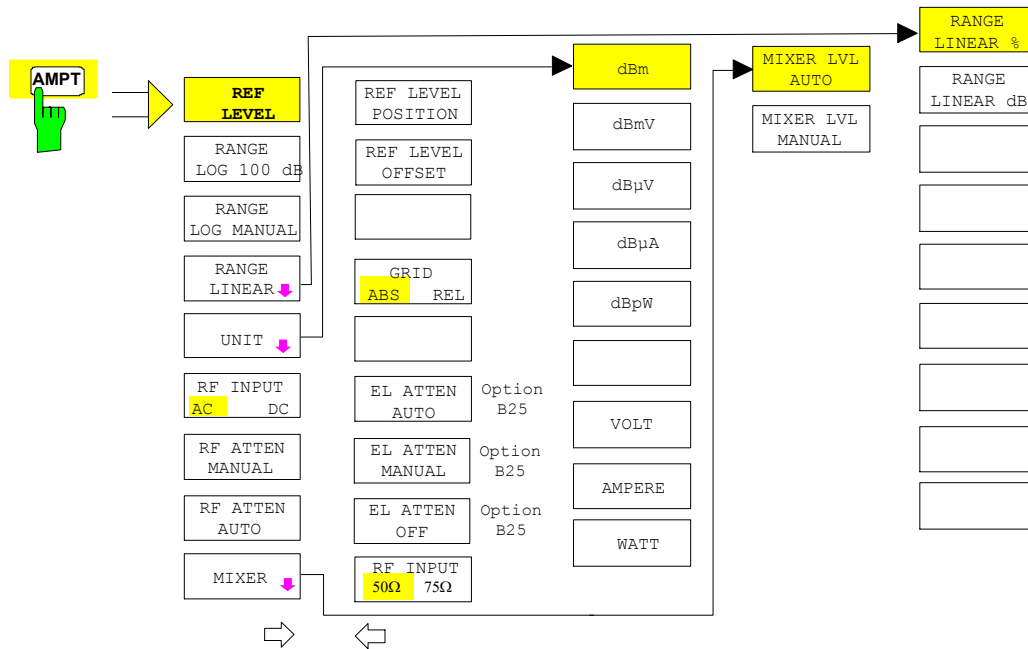 AMPT
REF
LEVEL
RANGE
LOG 100 dB
RANGE
LOG MANUAL
RANGE
LINEAR
UNIT
RF INPUT
AC DC
RF ATTEN
MANUAL
RF ATTEN
AUTO
MIXER
REF LEVEL
POSITION
REF LEVEL
OFFSET
GRID
ABS REL
EL ATTEN
AUTO
Option
B25
EL ATTEN
MANUAL
Option
B25
EL ATTEN
OFF
Option
B25
RF INPUT
50Ω 75Ω
dBm
dBmV
dBµV
dBµA
dBpW
VOLT
AMPERE
WATT
MIXER LVL
AUTO
MIXER LVL
MANUAL
RANGE
LINEAR %
RANGE
LINEAR dB